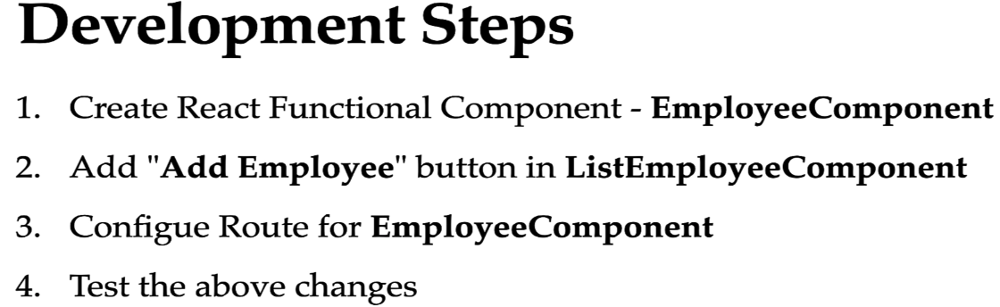 Development Steps
1. Create React Functional Component - EmployeeComponent
2. Add "Add Employee" button in ListEmployeeComponent
3. Configue Route for EmployeeComponent
4. Test the above changes